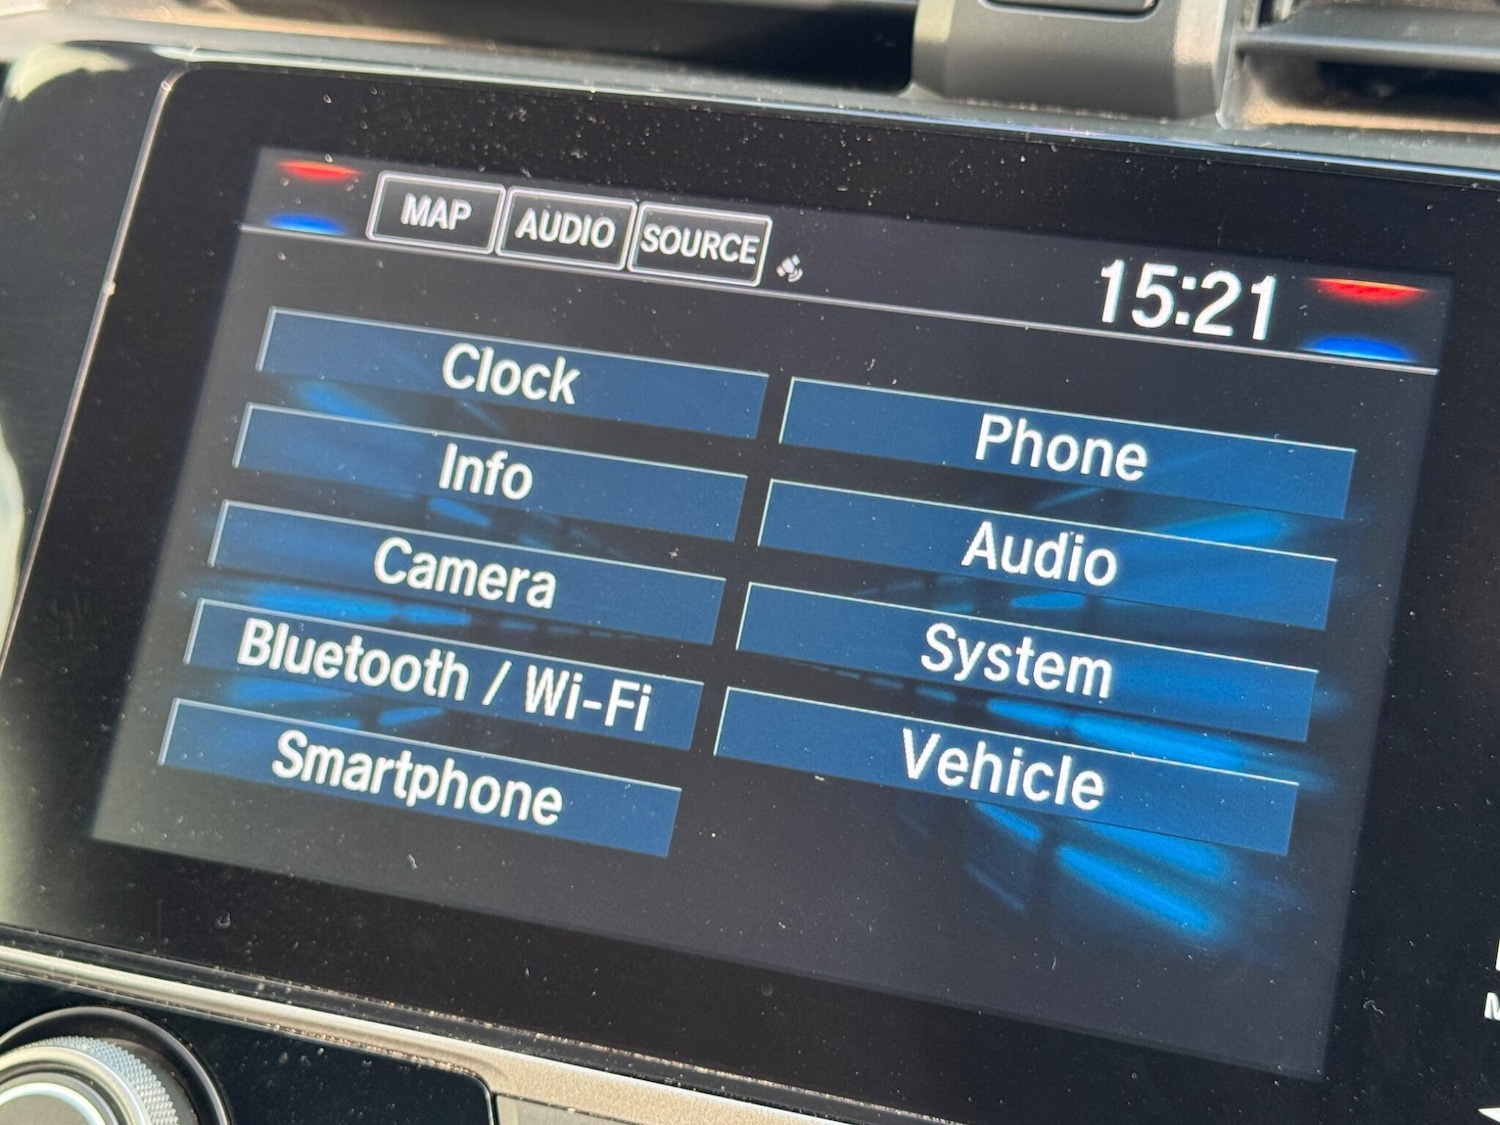 MAP AUDIO SOURCE
15:21
Clock
Info
Camera
Bluetooth / Wi-Fi
Smartphone
Phone
Audio
System
Vehicle